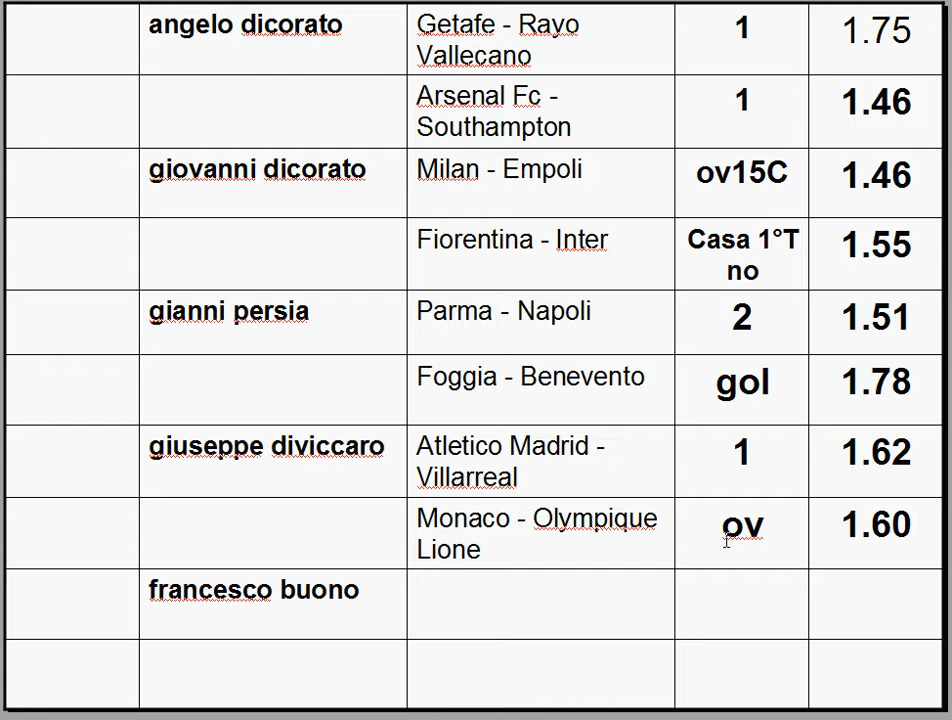 angelo dicorato Getafe - Rayo Vallecano 1 1.75
Arsenal Fc - Southampton 1 1.46
giovanni dicorato Milan - Empoli ov15C 1.46
Fiorentina - Inter Casa 1°T no 1.55
gianni persia Parma - Napoli 2 1.51
Foggia - Benevento gol 1.78
giuseppe diviccaro Atletico Madrid - Villarreal 1 1.62
Monaco - Olympique Lione ov 1.60
francesco buono